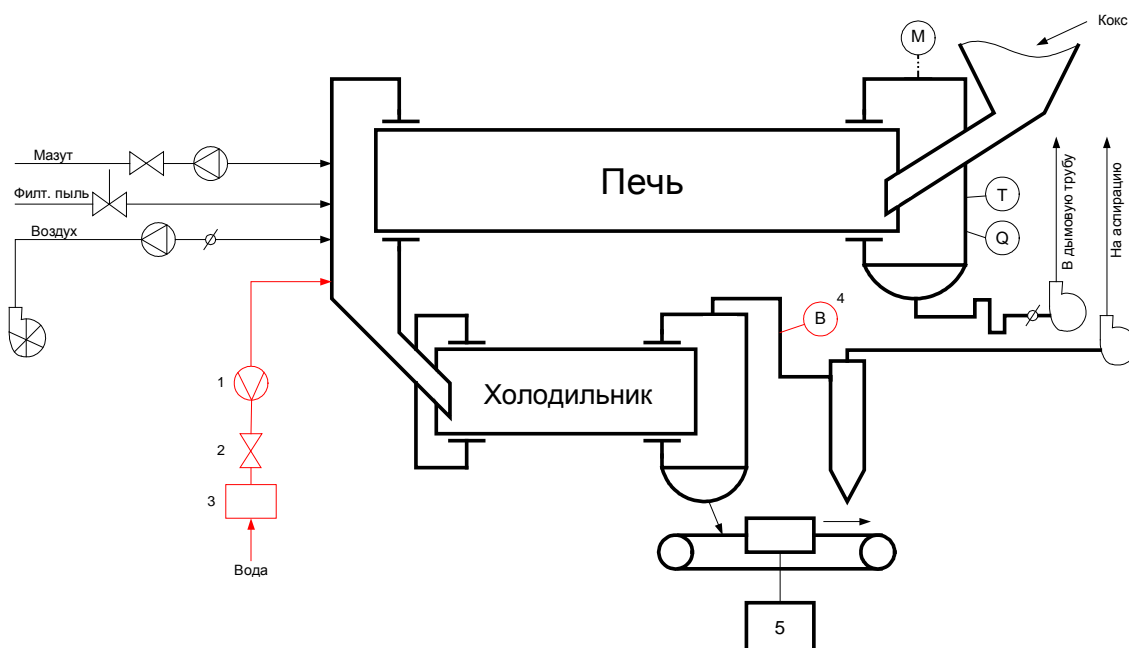 Кокс
M
Мазут
Печь
Филт. пыль
T
Воздух
Q
В дымовую трубу
На аспирацию
4
B
1
Холодильник
2
3
Вода
5